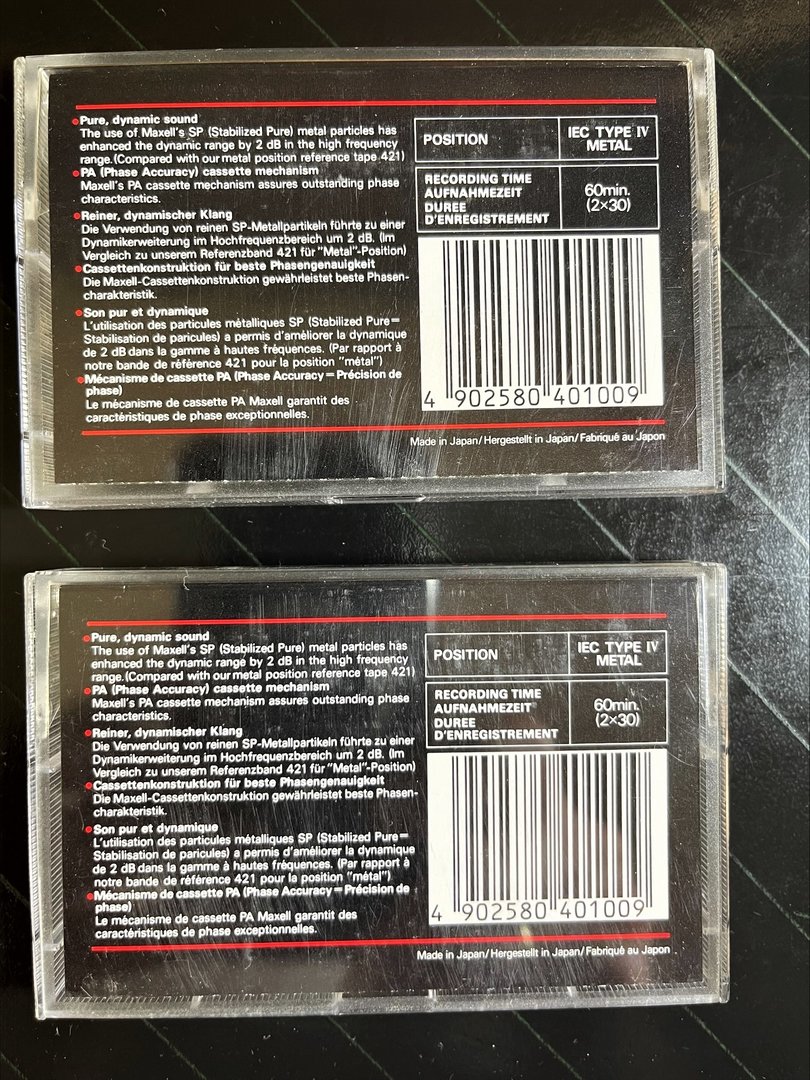 Pure, dynamic sound
The use of Maxell's SP (Stabilized Pure) metal particles has
enhanced the dynamic range by 2 dB in the high frequency
range. (Compared with our metal position reference tape 421)
PA (Phase Accuracy) cassette mechanism
Maxell's PA cassette mechanism assures outstanding phase
characteristics.
Reiner, dynamischer Klang
Die Verwendung von reinen SP-Metallpartikeln führte zu einer
Dynamikerweiterung im Hochfrequenzbereich um 2 dB. (Im
Vergleich zu unserem Referenzband 421 für "Metal"-Position)
Cassettenkonstruktion für beste Phasengenauigkeit
Die Maxell-Cassettenkonstruktion gewährleistet beste Phasen-
charakteristik.
Son pur et dynamique
L'utilisation des particules métalliques SP (Stabilized Pure=
Stabilisation de paricules) a permis d'améliorer la dynamique
de 2 dB dans la gamme à hautes fréquences. (Par rapport à
notre bande de référence 421 pour la position "métal")
Mécanisme de cassette PA (Phase Accuracy=Précision de
phase)
Le mécanisme de cassette PA Maxell garantit des
caractéristiques de phase exceptionnelles.
POSITION
IEC TYPE IV
METAL
RECORDING TIME
AUFNAHMEZEIT
DUREE
D'ENREGISTREMENT
60min.
(2×30)
4 902580 401009
Made in Japan/Hergestellt in Japan/Fabriqué au Japon
Pure, dynamic sound
The use of Maxell's SP (Stabilized Pure) metal particles has
enhanced the dynamic range by 2 dB in the high frequency
range. (Compared with our metal position reference tape 421)
PA (Phase Accuracy) cassette mechanism
Maxell's PA cassette mechanism assures outstanding phase
characteristics.
Reiner, dynamischer Klang
Die Verwendung von reinen SP-Metallpartikeln führte zu einer
Dynamikerweiterung im Hochfrequenzbereich um 2 dB. (Im
Vergleich zu unserem Referenzband 421 für "Metal"-Position)
Cassettenkonstruktion für beste Phasengenauigkeit
Die Maxell-Cassettenkonstruktion gewährleistet beste Phasen-
charakteristik.
Son pur et dynamique
L'utilisation des particules métalliques SP (Stabilized Pure=
Stabilisation de paricules) a permis d'améliorer la dynamique
de 2 dB dans la gamme à hautes fréquences. (Par rapport à
notre bande de référence 421 pour la position "métal")
Mécanisme de cassette PA (Phase Accuracy=Précision de
phase)
Le mécanisme de cassette PA Maxell garantit des
caractéristiques de phase exceptionnelles.
POSITION
IEC TYPE IV
METAL
RECORDING TIME
AUFNAHMEZEIT
DUREE
D'ENREGISTREMENT
60min.
(2×30)
4 902580 401009
Made in Japan/Hergestellt in Japan/Fabriqué au Japon